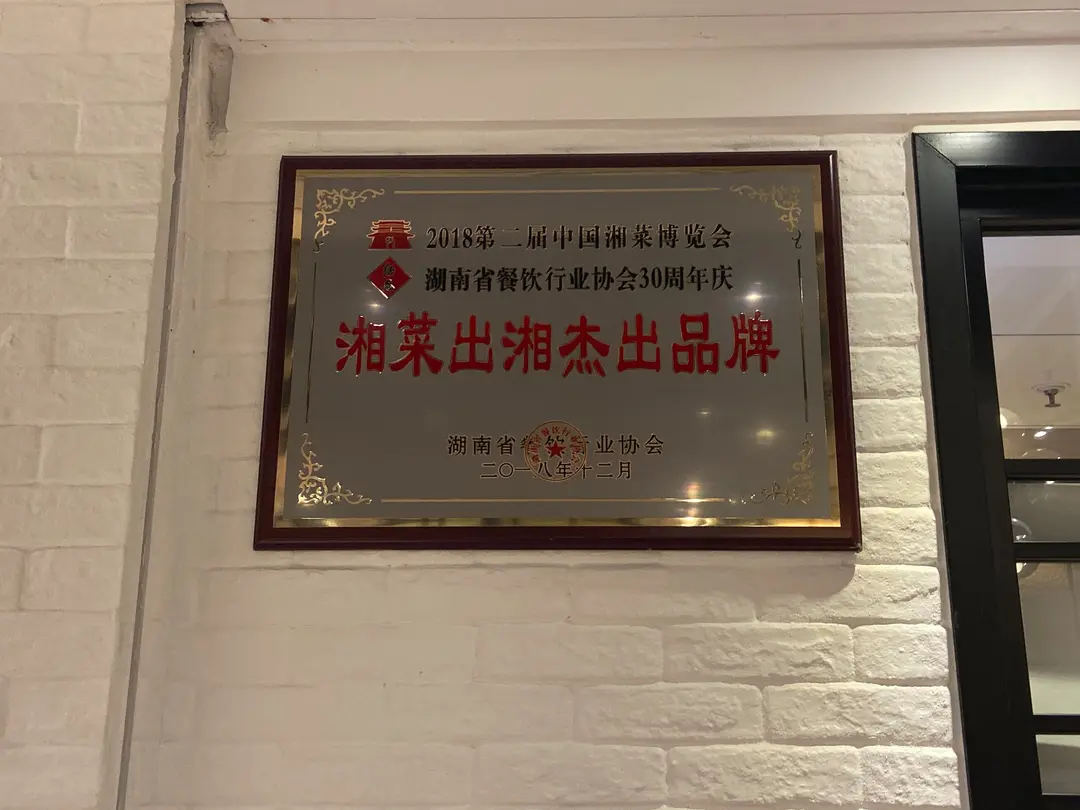 2018第二届中国湘菜博览会
湖南省餐饮行业协会30周年庆
湘菜出湘杰出品牌
湖南省餐饮行业协会
二〇一八年十二月